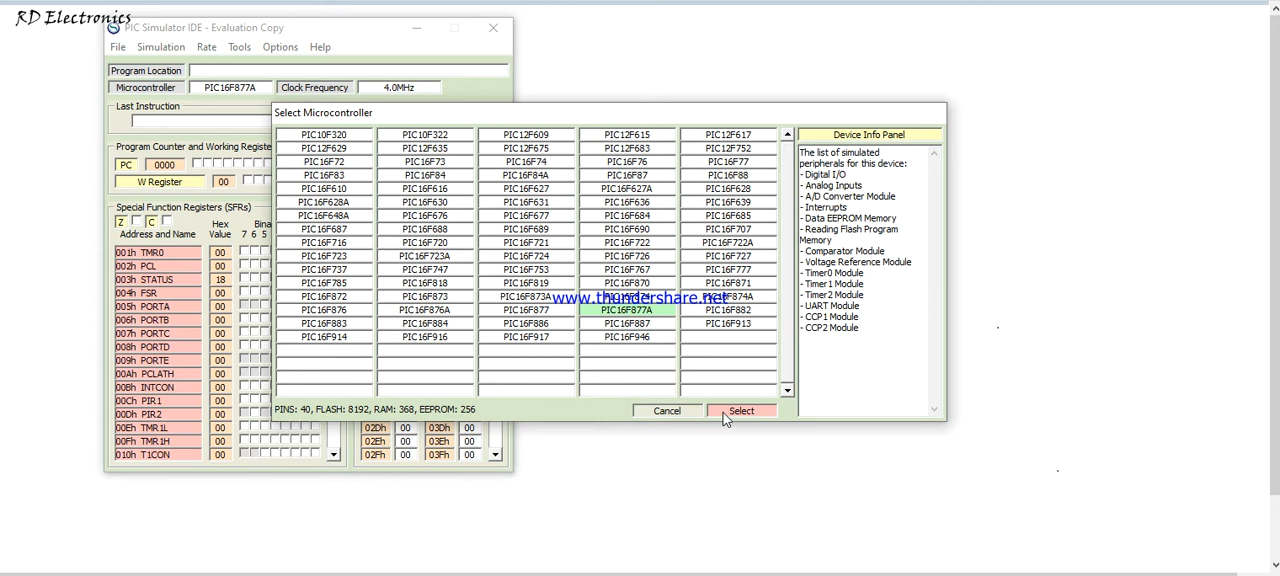 RD Electronics
PIC Simulator IDE - Evaluation Copy
File Simulation Rate Tools Options Help
Program Location
Microcontroller PIC16F877A Clock Frequency 4.0MHz
Last Instruction
Select Microcontroller
PIC10F320 PIC10F322 PIC12F609 PIC12F615 PIC12F617
PIC12F629 PIC12F635 PIC12F675 PIC12F683 PIC12F752
PIC16F72 PIC16F73 PIC16F74 PIC16F76 PIC16F77
PIC16F83 PIC16F84 PIC16F84A PIC16F87 PIC16F88
PIC16F610 PIC16F616 PIC16F627 PIC16F627A PIC16F628
PIC16F628A PIC16F630 PIC16F631 PIC16F636 PIC16F639
PIC16F648A PIC16F676 PIC16F677 PIC16F684 PIC16F685
PIC16F687 PIC16F688 PIC16F689 PIC16F690 PIC16F707
PIC16F716 PIC16F720 PIC16F721 PIC16F722 PIC16F722A
PIC16F723 PIC16F723A PIC16F724 PIC16F726 PIC16F727
PIC16F737 PIC16F747 PIC16F753 PIC16F767 PIC16F777
PIC16F785 PIC16F818 PIC16F819 PIC16F870 PIC16F871
PIC16F872 PIC16F873 PIC16F873A PIC16F874A
www.thundershare.net
PIC16F876 PIC16F876A PIC16F877 PIC16F877A PIC16F882
PIC16F883 PIC16F884 PIC16F886 PIC16F887 PIC16F913
PIC16F914 PIC16F916 PIC16F917 PIC16F946
PINS: 40, FLASH: 8192, RAM: 368, EEPROM: 256
Cancel Select
Device Info Panel
The list of simulated
peripherals for this device:
- Digital I/O
- Analog Inputs
- A/D Converter Module
- Interrupts
- Data EEPROM Memory
- Reading Flash Program
Memory
- Comparator Module
- Voltage Reference Module
- Timer0 Module
- Timer1 Module
- Timer2 Module
- UART Module
- CCP1 Module
- CCP2 Module
Program Counter and Working Register
PC 0000
W Register 00
Special Function Registers (SFRs)
Z C
Hex
Address and Name Value 7 6 5
001h TMR0 00
002h PCL 00
003h STATUS 18
004h FSR 00
005h PORTA 00
006h PORTB 00
007h PORTC 00
008h PORTD 00
009h PORTE 00
00Ah PCLATH 00
00Bh INTCON 00
00Ch PIR1 00
00Dh PIR2 00
00Eh TMR1L 00
00Fh TMR1H 00
010h T1CON 00
02Dh 00 03Dh 00
02Eh 00 03Eh 00
02Fh 00 03Fh 00